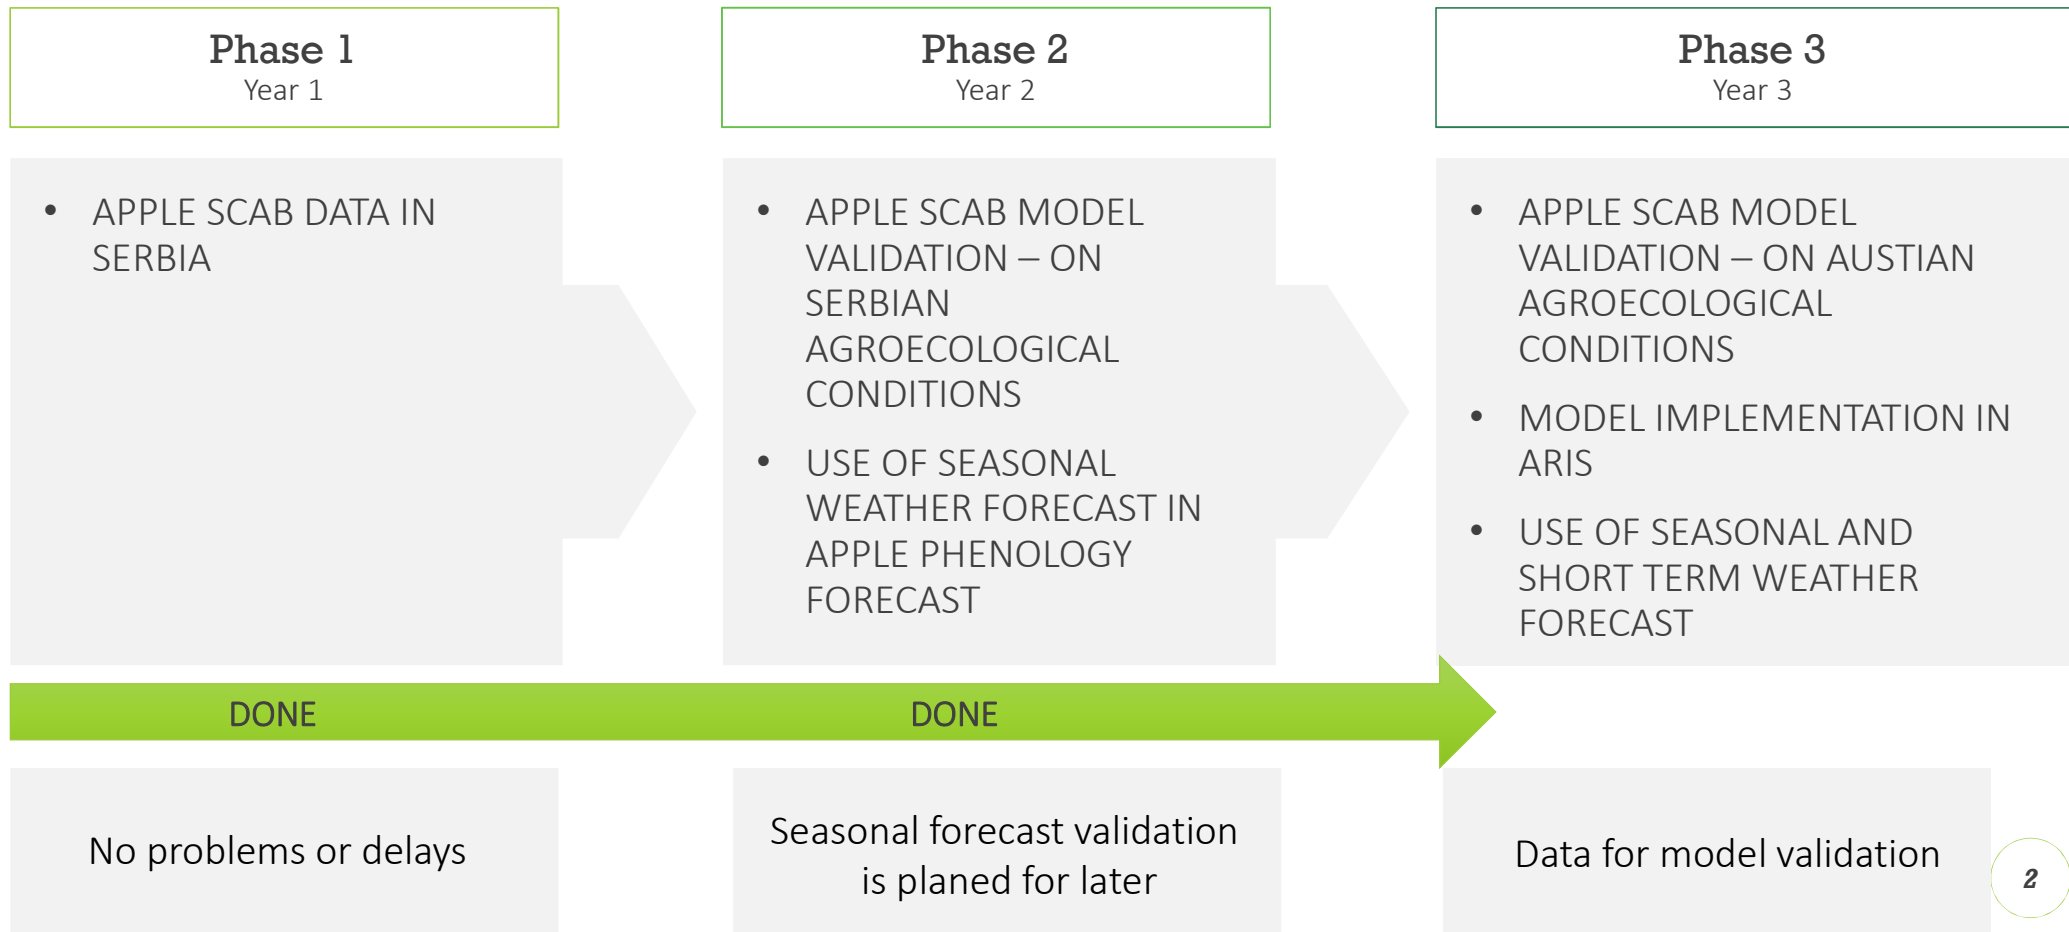 Phase 1
Year 1
Phase 2
Year 2
Phase 3
Year 3
• APPLE SCAB DATA IN
SERBIA
• APPLE SCAB MODEL
VALIDATION – ON
SERBIAN
AGROECOLOGICAL
CONDITIONS
• USE OF SEASONAL
WEATHER FORECAST IN
APPLE PHENOLOGY
FORECAST
• APPLE SCAB MODEL
VALIDATION – ON AUSTIAN
AGROECOLOGICAL
CONDITIONS
• MODEL IMPLEMENTATION IN
ARIS
• USE OF SEASONAL AND
SHORT TERM WEATHER
FORECAST
DONE
DONE
No problems or delays
Seasonal forecast validation
is planed for later
Data for model validation
2